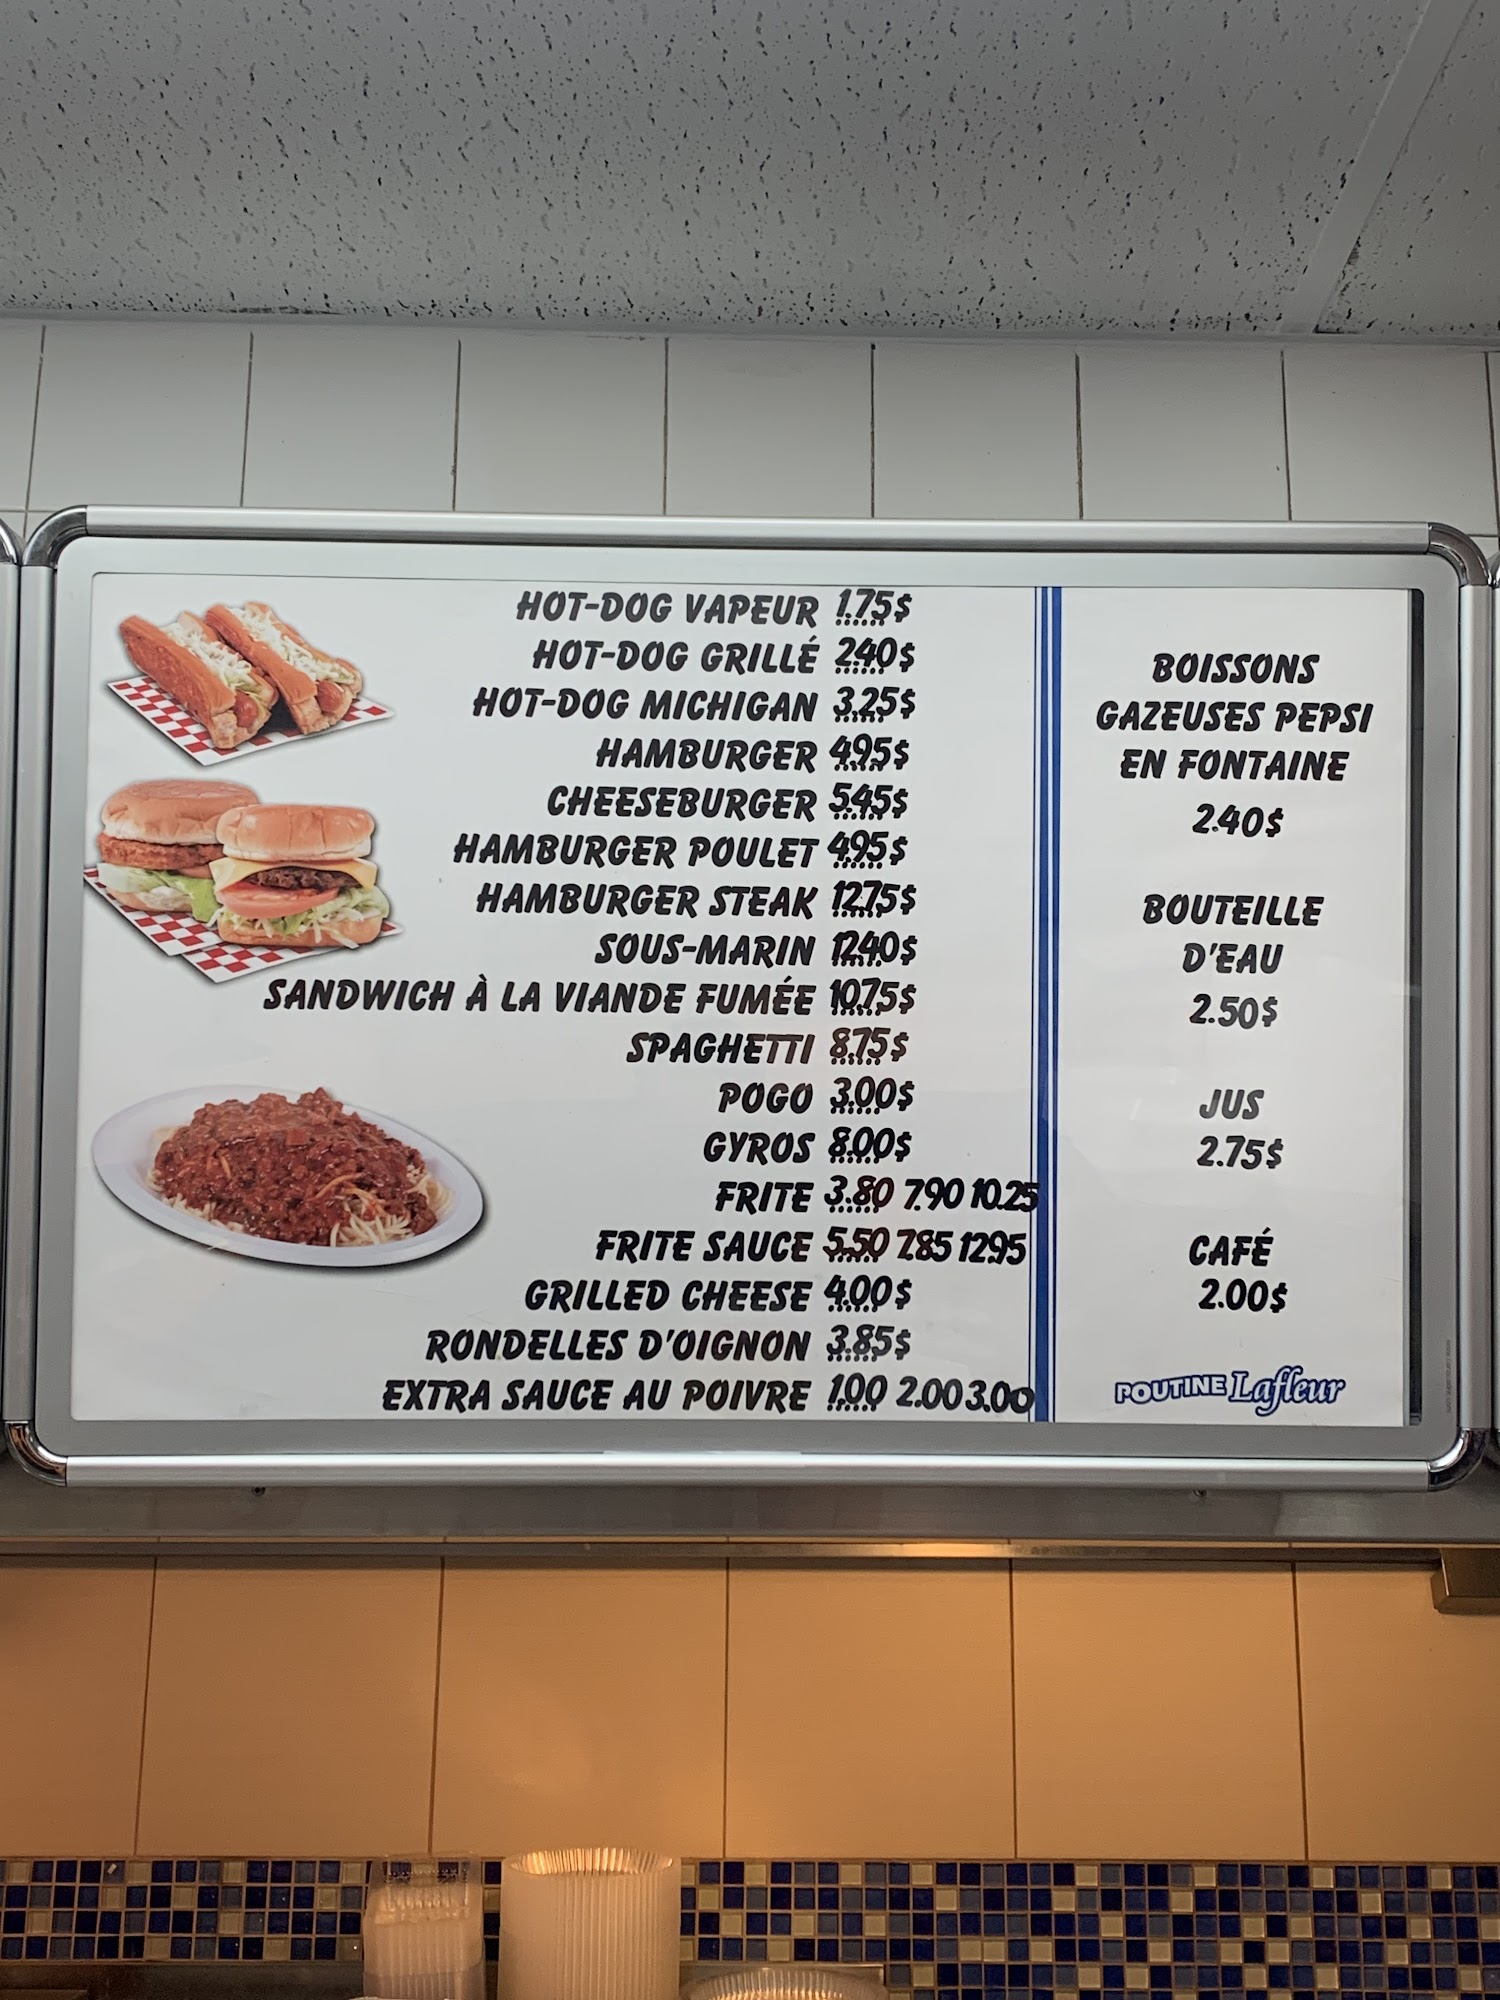 HOT-DOG VAPEUR 1.75$
HOT-DOG GRILLÉ 2.40$
HOT-DOG MICHIGAN 3.25$
HAMBURGER 4.95$
CHEESEBURGER 5.45$
HAMBURGER POULET 4.95$
HAMBURGER STEAK 12.75$
SOUS-MARIN 12.40$
SANDWICH À LA VIANDE FUMÉE 10.75$
SPAGHETTI 8.75$
POGO 3.00$
GYROS 8.00$
FRITE 3.80 7.90 10.25
FRITE SAUCE 5.50 7.85 12.95
GRILLED CHEESE 4.00$
RONDELLES D'OIGNON 3.85$
EXTRA SAUCE AU POIVRE 1.00 2.00 3.00
BOISSONS
GAZEUSES PEPSI
EN FONTAINE
2.40$
BOUTEILLE
D'EAU
2.50$
JUS
2.75$
CAFÉ
2.00$
POUTINE Lafleur